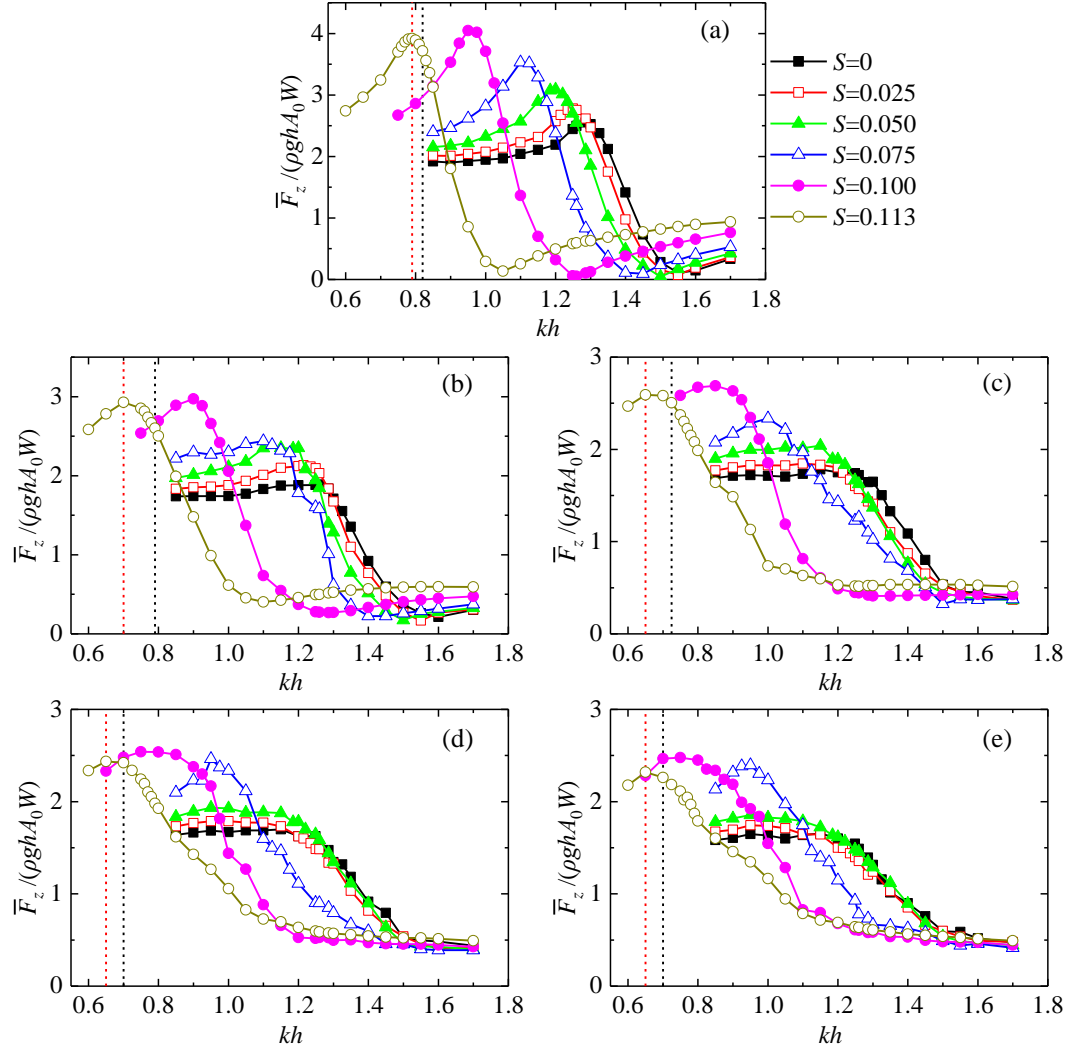 (a)
4
3
2
1
0
0.6 0.8 1.0 1.2 1.4 1.6 1.8
kh
F̅z /(ρghA0W)
S=0
S=0.025
S=0.050
S=0.075
S=0.100
S=0.113
(b)
3
2
1
0
0.6 0.8 1.0 1.2 1.4 1.6 1.8
kh
F̅z /(ρghA0W)
(c)
3
2
1
0
0.6 0.8 1.0 1.2 1.4 1.6 1.8
kh
F̅z /(ρghA0W)
(d)
3
2
1
0
0.6 0.8 1.0 1.2 1.4 1.6 1.8
kh
F̅z /(ρghA0W)
(e)
3
2
1
0
0.6 0.8 1.0 1.2 1.4 1.6 1.8
kh
F̅z /(ρghA0W)